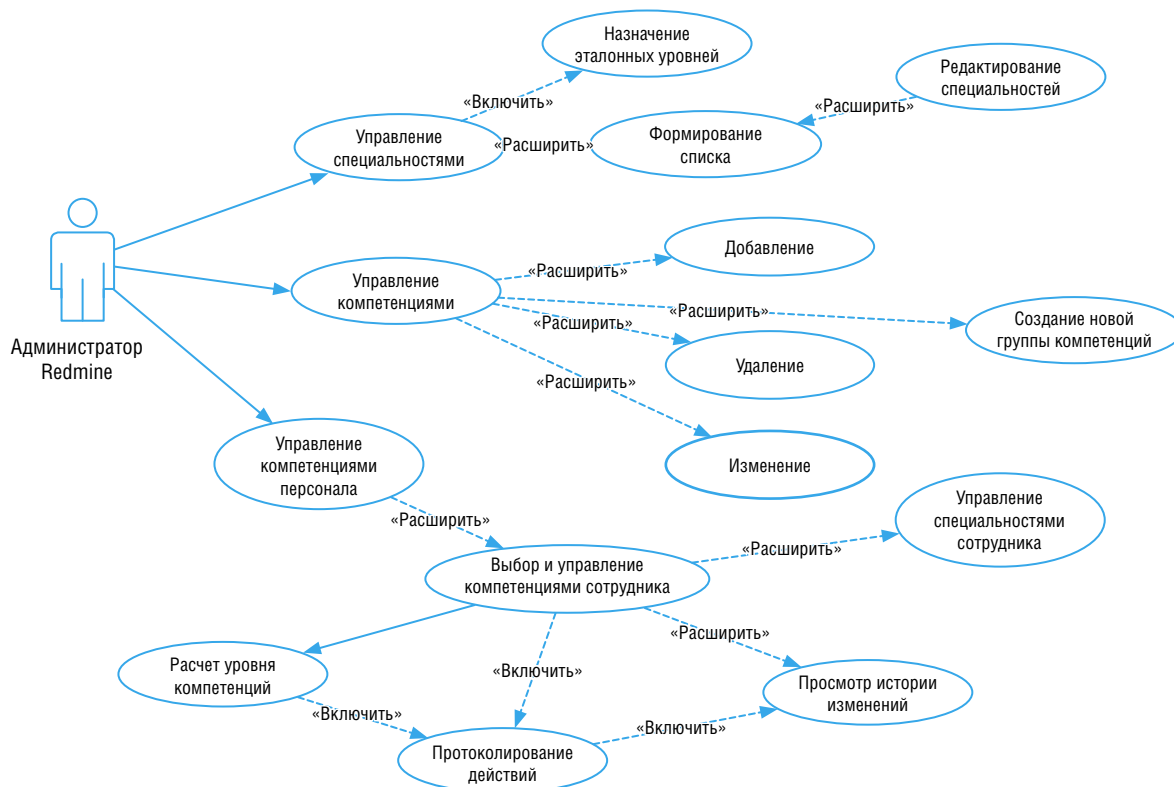 Назначение
эталонных уровней
Редактирование
специальностей
«Включить»
«Расширить»
Управление
специальностями
«Расширить»
Формирование
списка
Добавление
«Расширить»
Управление
компетенциями
«Расширить»
Создание новой
группы компетенций
«Расширить»
Удаление
Администратор
Redmine
«Расширить»
Управление
компетенциями
персонала
Изменение
Управление
специальностями
сотрудника
«Расширить»
«Расширить»
Выбор и управление
компетенциями сотрудника
«Расширить»
Расчет уровня
компетенций
«Включить»
Просмотр истории
изменений
«Включить»
«Включить»
Протоколирование
действий